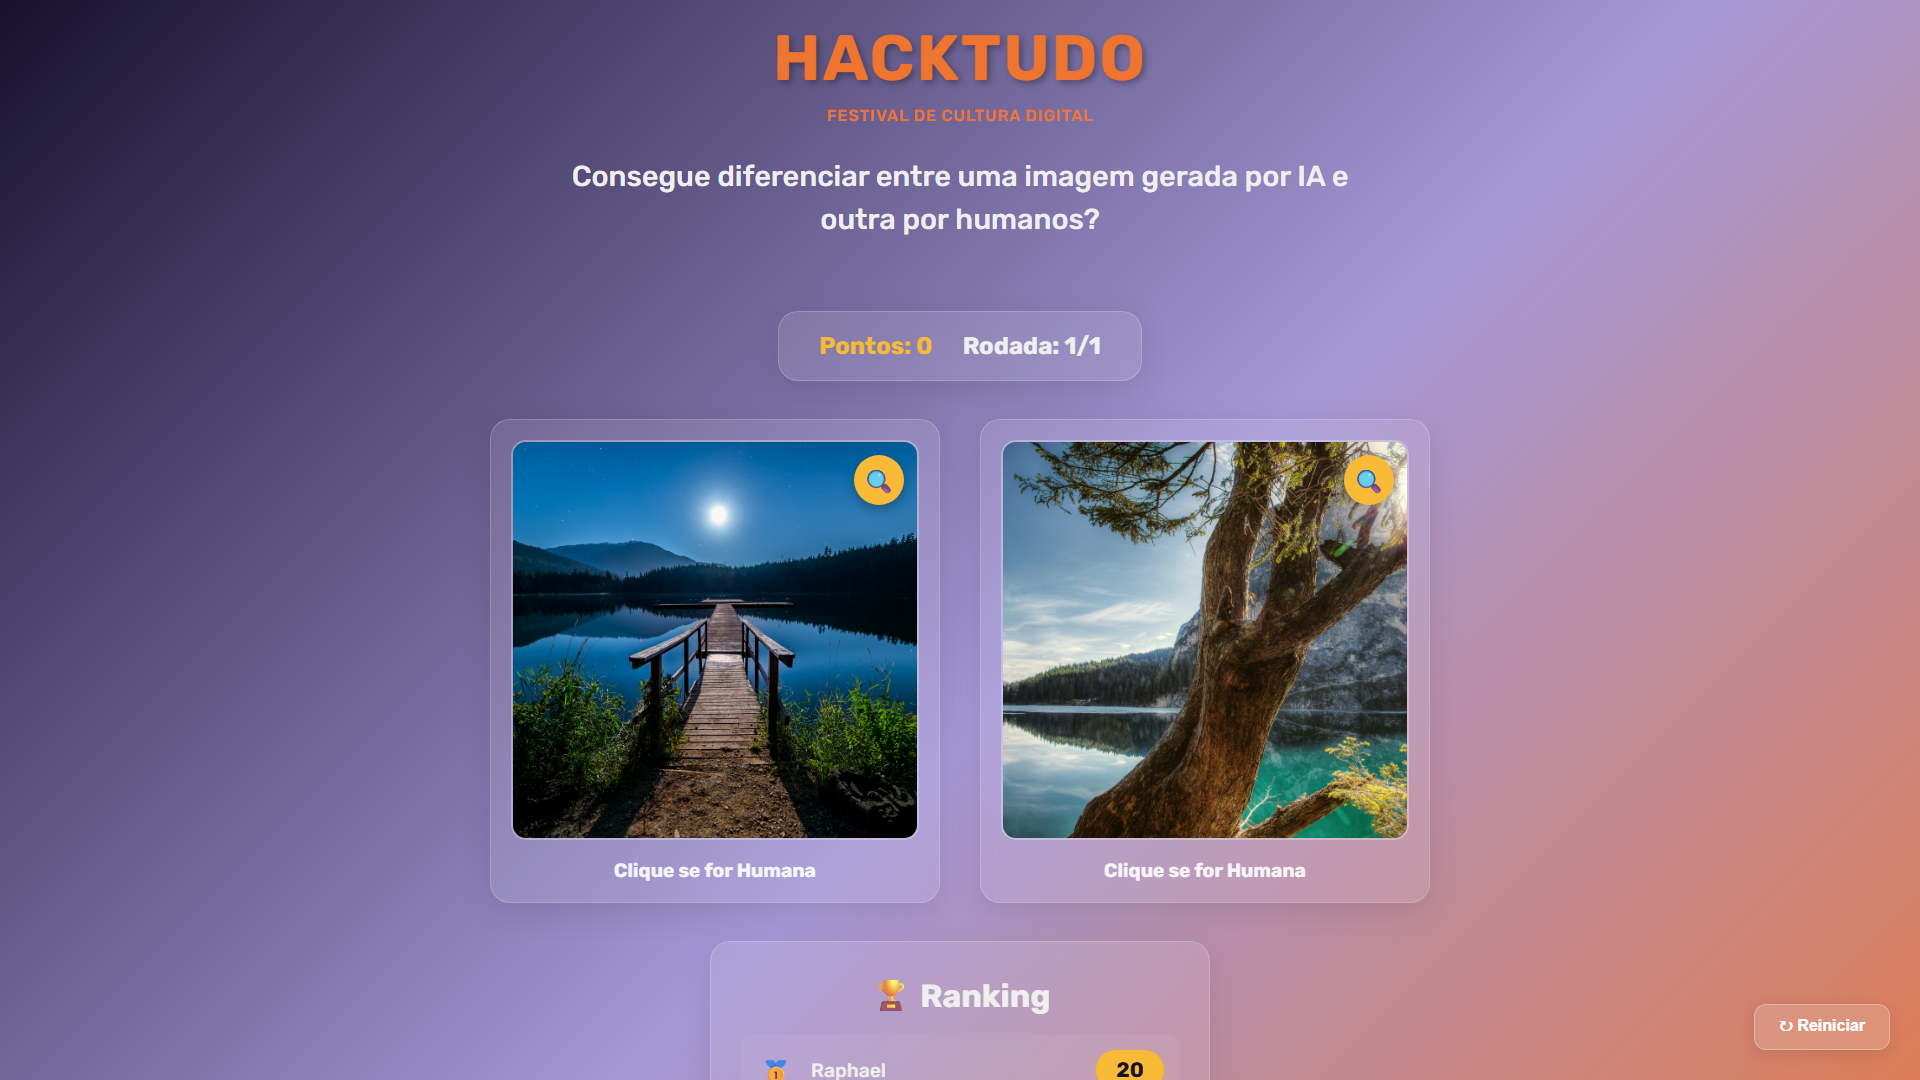 HACKTUDO
FESTIVAL DE CULTURA DIGITAL
Consegue diferenciar entre uma imagem gerada por IA e
outra por humanos?
Pontos: 0 Rodada: 1/1
Clique se for Humana
Clique se for Humana
Ranking
↻ Reiniciar
1 Raphael 20